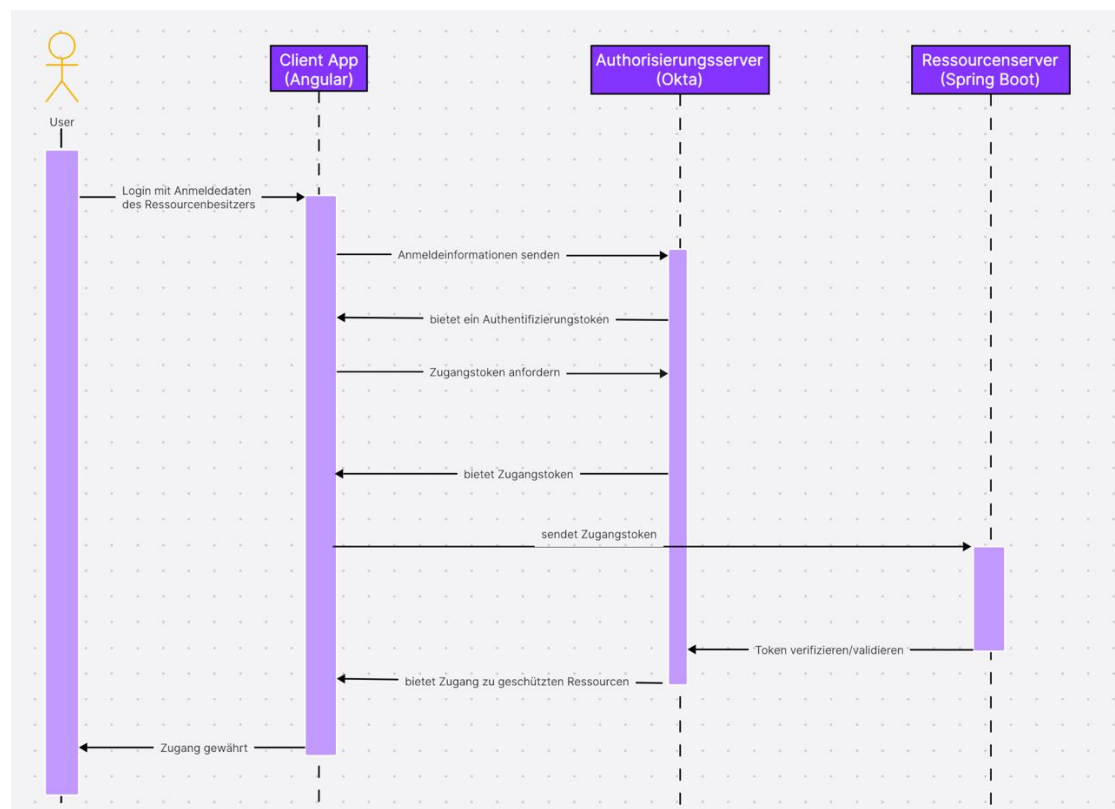 Client App
(Angular)
Authorisierungsserver
(Okta)
Ressourcenserver
(Spring Boot)
User
Login mit Anmeldedaten
des Ressourcenbesitzers
Anmeldeinformationen senden
bietet ein Authentifizierungstoken
Zugangstoken anfordern
bietet Zugangstoken
sendet Zugangstoken
Token verifizieren/validieren
bietet Zugang zu geschützten Ressourcen
Zugang gewährt